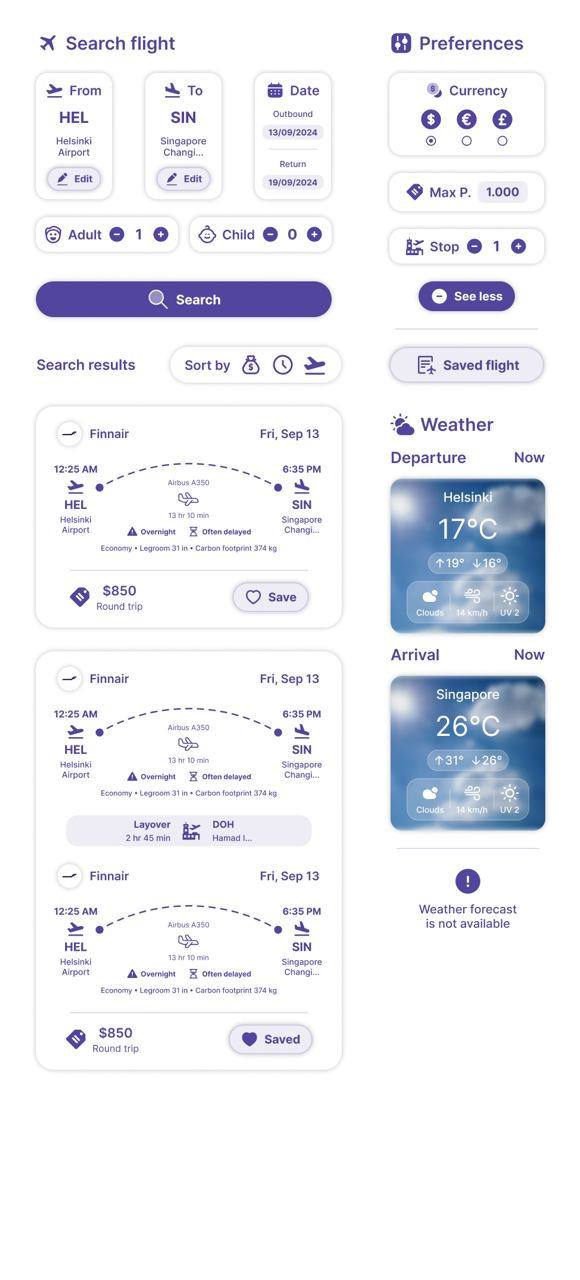 Search flight
From
HEL
Helsinki
Airport
Edit
To
SIN
Singapore
Changi...
Edit
Date
Outbound
13/09/2024
Return
19/09/2024
Adult
1
Child
0
Search
Search results
Sort by
$
Finnair
Fri, Sep 13
12:25 AM
6:35 PM
Airbus A350
HEL
SIN
Helsinki
Airport
13 hr 10 min
Singapore
Changi...
Overnight
Often delayed
Economy • Legroom 31 in • Carbon footprint 374 kg
$850
Round trip
Save
Finnair
Fri, Sep 13
12:25 AM
6:35 PM
Airbus A350
HEL
SIN
Helsinki
Airport
13 hr 10 min
Singapore
Changi...
Overnight
Often delayed
Economy • Legroom 31 in • Carbon footprint 374 kg
Layover
2 hr 45 min
DOH
Hamad I...
Finnair
Fri, Sep 13
12:25 AM
6:35 PM
Airbus A350
HEL
SIN
Helsinki
Airport
13 hr 10 min
Singapore
Changi...
Overnight
Often delayed
Economy • Legroom 31 in • Carbon footprint 374 kg
$850
Round trip
Saved
Preferences
$
Currency
$ € £
Max P.
1.000
Stop
1
See less
Saved flight
Weather
Departure
Now
Helsinki
17°C
↑19° ↓16°
Clouds
14 km/h
UV 2
Arrival
Now
Singapore
26°C
↑31° ↓26°
Clouds
14 km/h
UV 2
!
Weather forecast
is not available